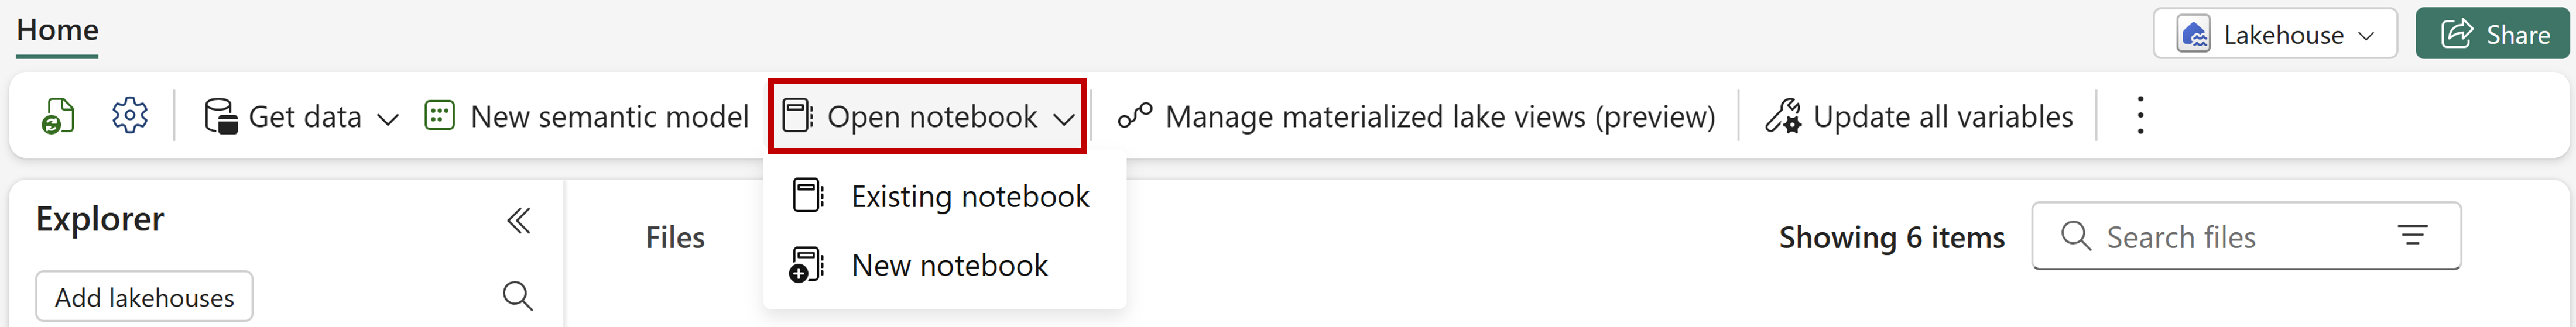 Home
Lakehouse
Share
Get data
New semantic model
Open notebook
Manage materialized lake views (preview)
Update all variables
Existing notebook
New notebook
Explorer
Add lakehouses
Files
Showing 6 items
Search files